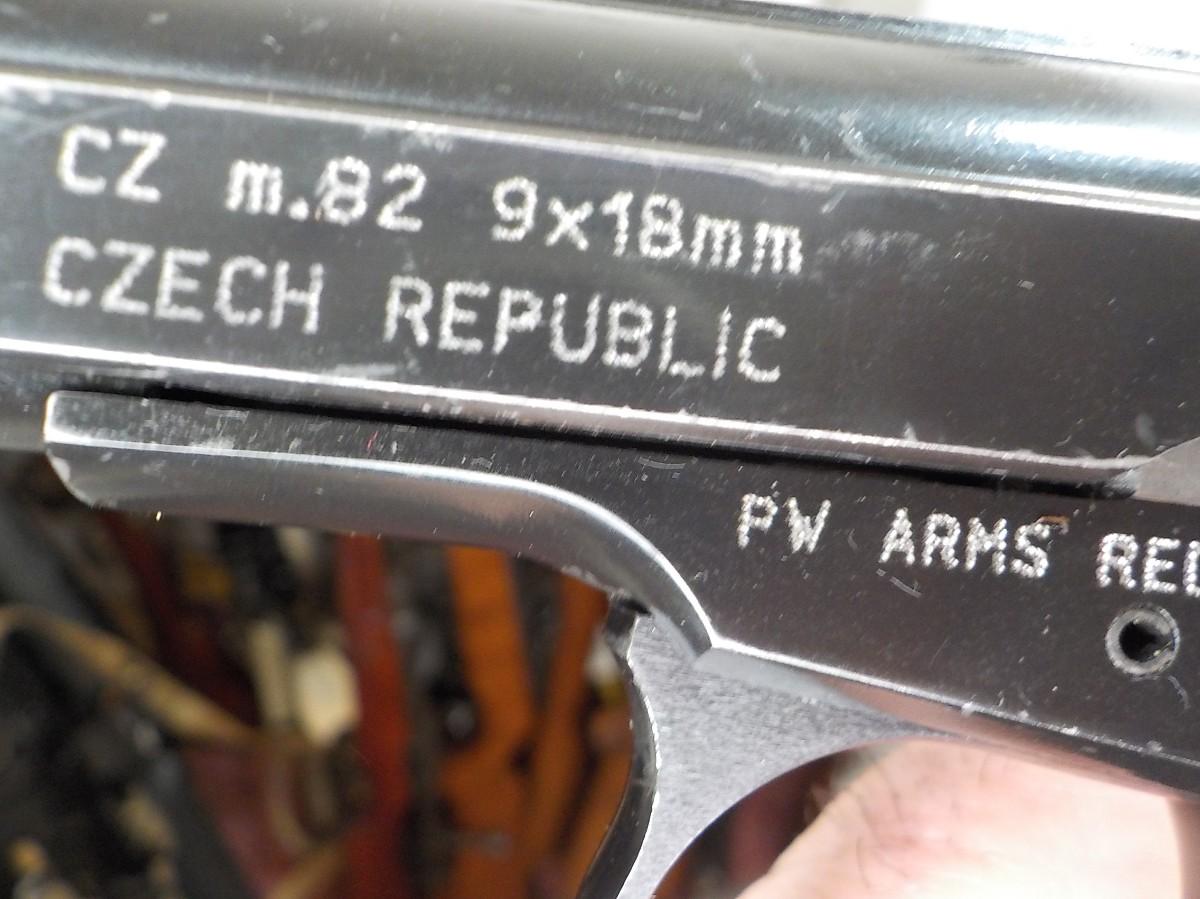 CZ m.82 9x18mm
CZECH REPUBLIC
PW ARMS